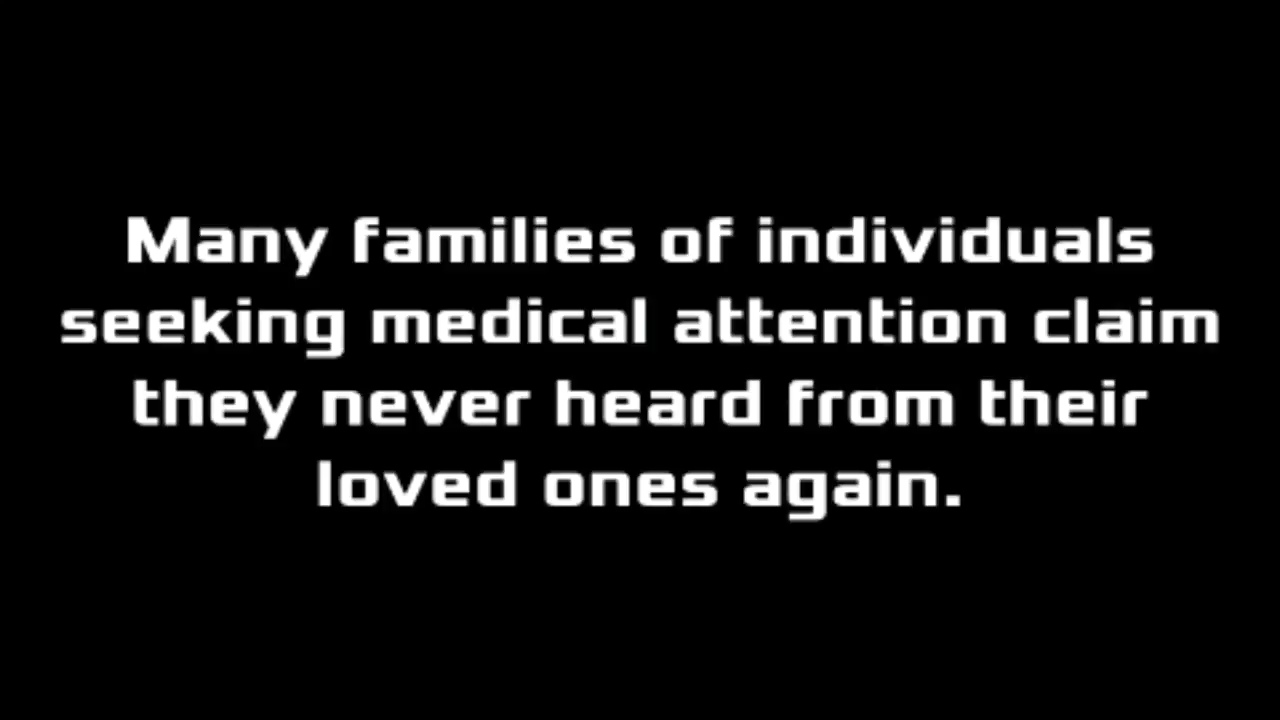 Many families of individuals
seeking medical attention claim
they never heard from their
loved ones again.